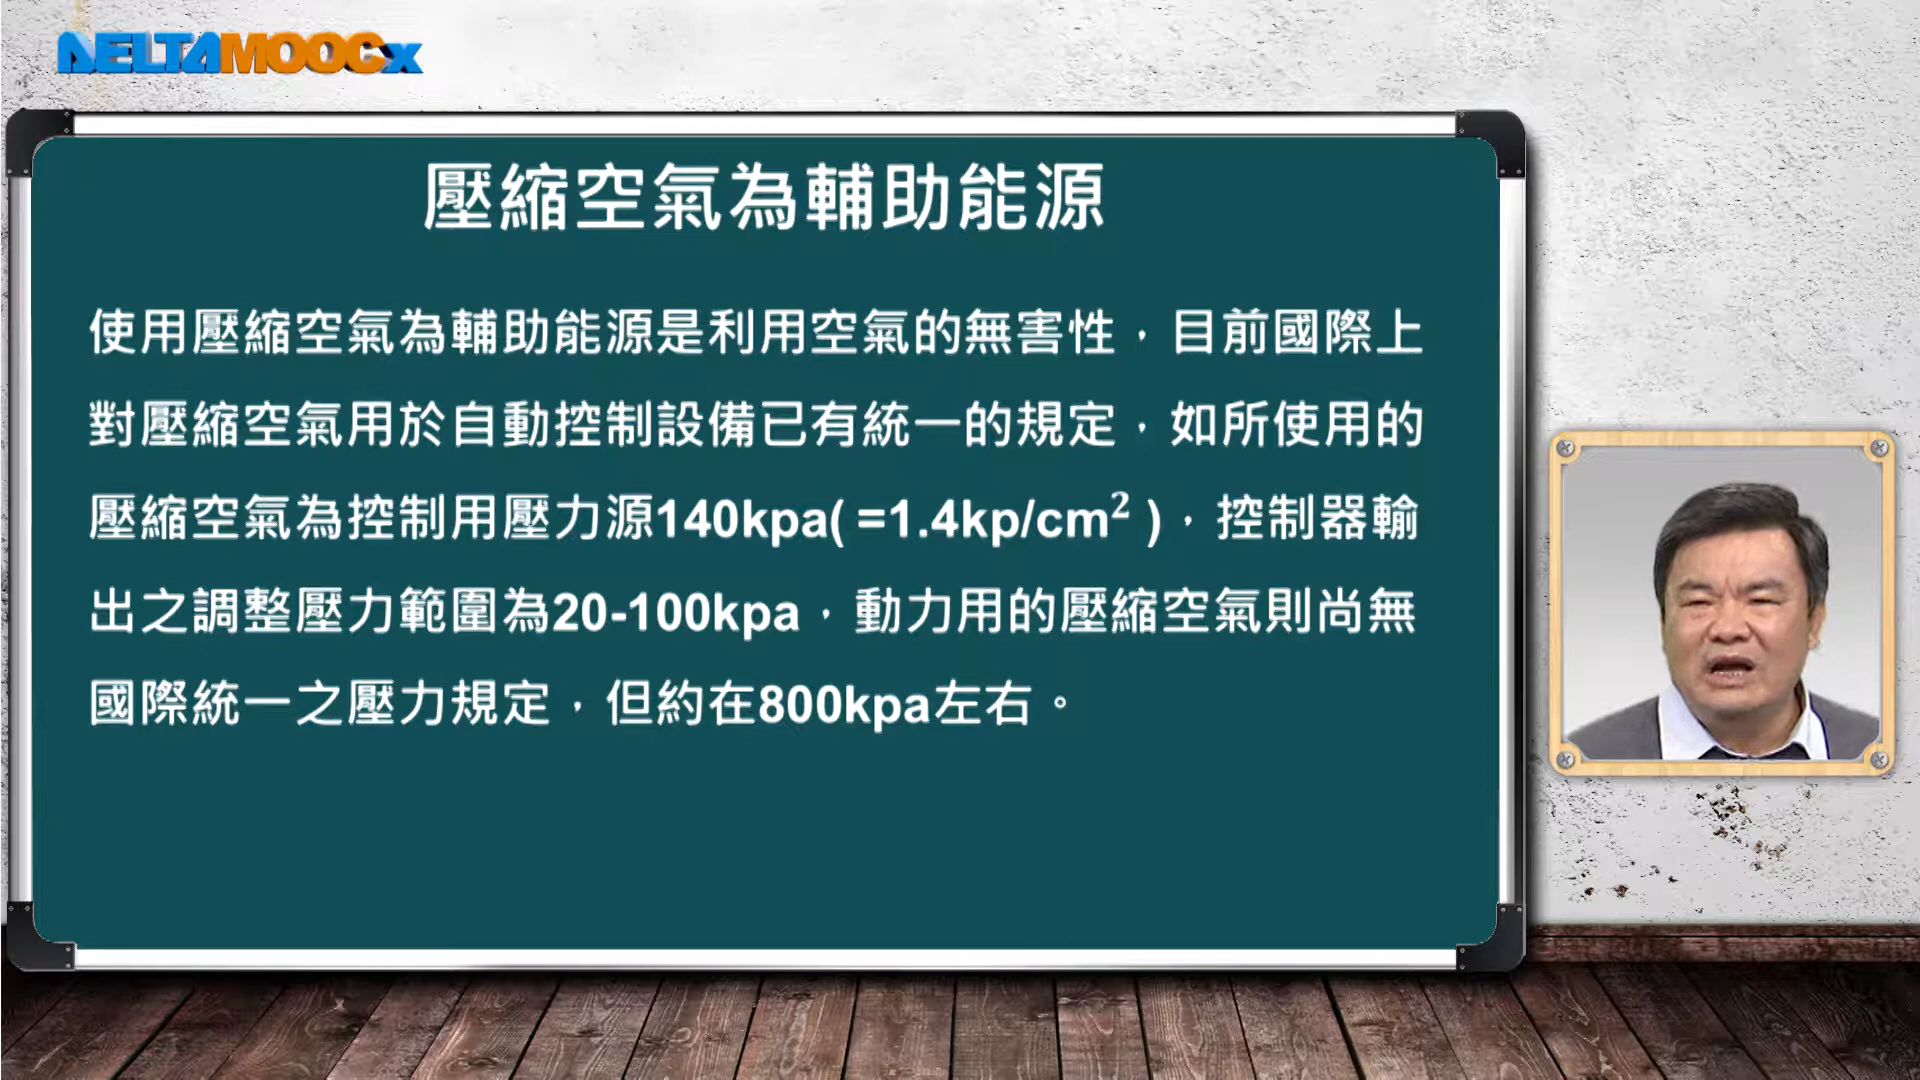 DELTAMOOCx
壓縮空氣為輔助能源
使用壓縮空氣為輔助能源是利用空氣的無害性，目前國際上
對壓縮空氣用於自動控制設備已有統一的規定，如所使用的
壓縮空氣為控制用壓力源140kpa( =1.4kp/cm² )，控制器輸
出之調整壓力範圍為20-100kpa，動力用的壓縮空氣則尚無
國際統一之壓力規定，但約在800kpa左右。